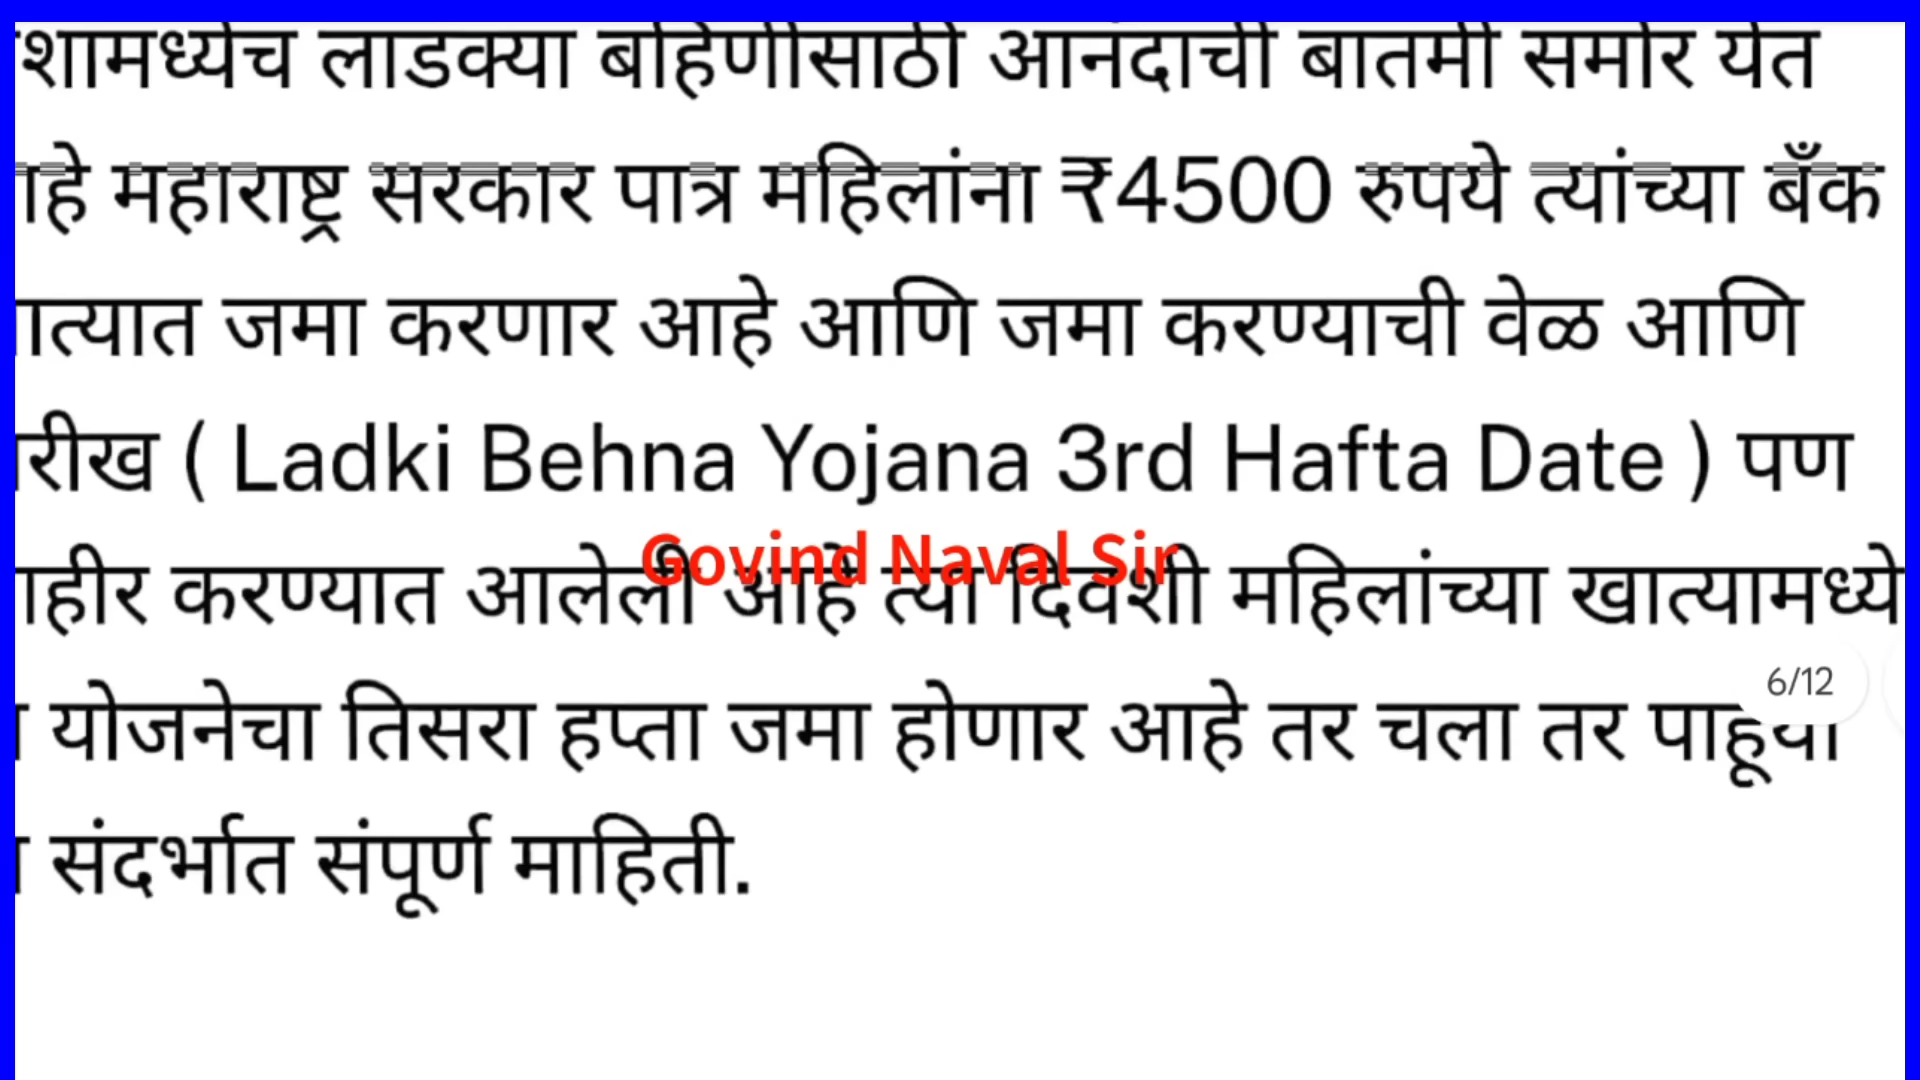 शामध्येच लाडक्या बहिणींसाठी आनंदाची बातमी समोर येत
महाराष्ट्र सरकार पात्र महिलांना ₹4500 रुपये त्यांच्या बँक
जमा करणार आहे आणि जमा करण्याची वेळ आणि
( Ladki Behna Yojana 3rd Hafta Date ) पण
Govind Naval Sir
करण्यात आलेली आहे त्या दिवशी महिलांच्या खात्यामध्ये
6/12
योजनेचा तिसरा हप्ता जमा होणार आहे तर चला तर पाहूया
संदर्भात संपूर्ण माहिती.